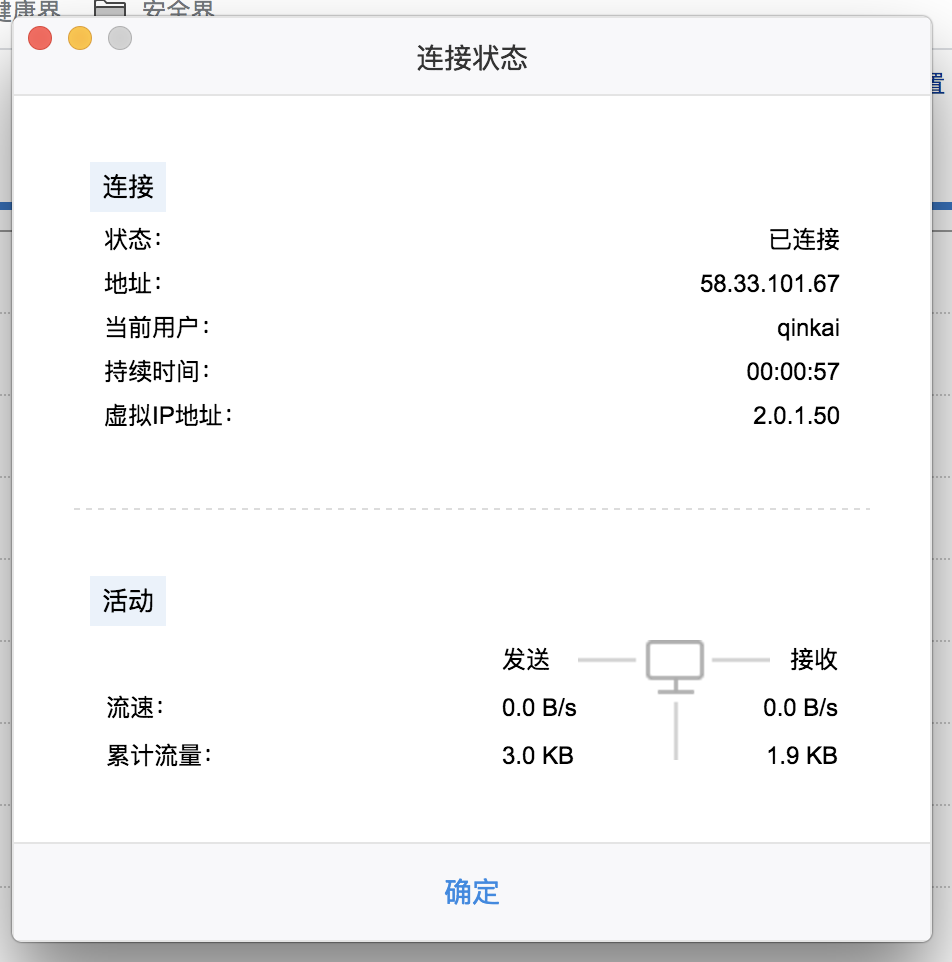 健康界 安全界
连接状态
置
连接
状态： 已连接
地址： 58.33.101.67
当前用户： qinkai
持续时间： 00:00:57
虚拟IP地址： 2.0.1.50
活动
发送 接收
流速： 0.0 B/s 0.0 B/s
累计流量： 3.0 KB 1.9 KB
确定